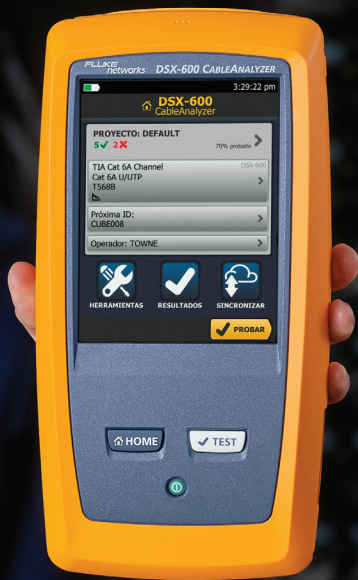 FLUKE
networks DSX-600 CABLEANALYZER
3:29:22 pm
DSX-600
CableAnalyzer
PROYECTO: DEFAULT
5✓ 2✗ 70% probado
TIA Cat 6A Channel DSX-600
Cat 6A U/UTP
T568B
Próxima ID:
CUBE008
Operador: TOWNE
HERRAMIENTAS RESULTADOS SINCRONIZAR
PROBAR
HOME TEST